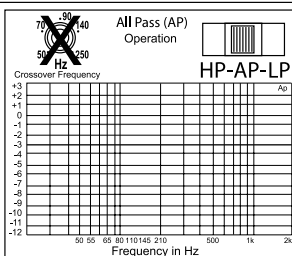 90
70 140
50 250
Hz
Crossover Frequency
All Pass (AP)
Operation
HP-AP-LP
Ap
+3
+2
+1
0
-1
-2
-3
-4
-5
-6
-7
-8
-9
-10
-11
-12
50 55 65 80 110 145 210 500 1k 2k
Frequency in Hz